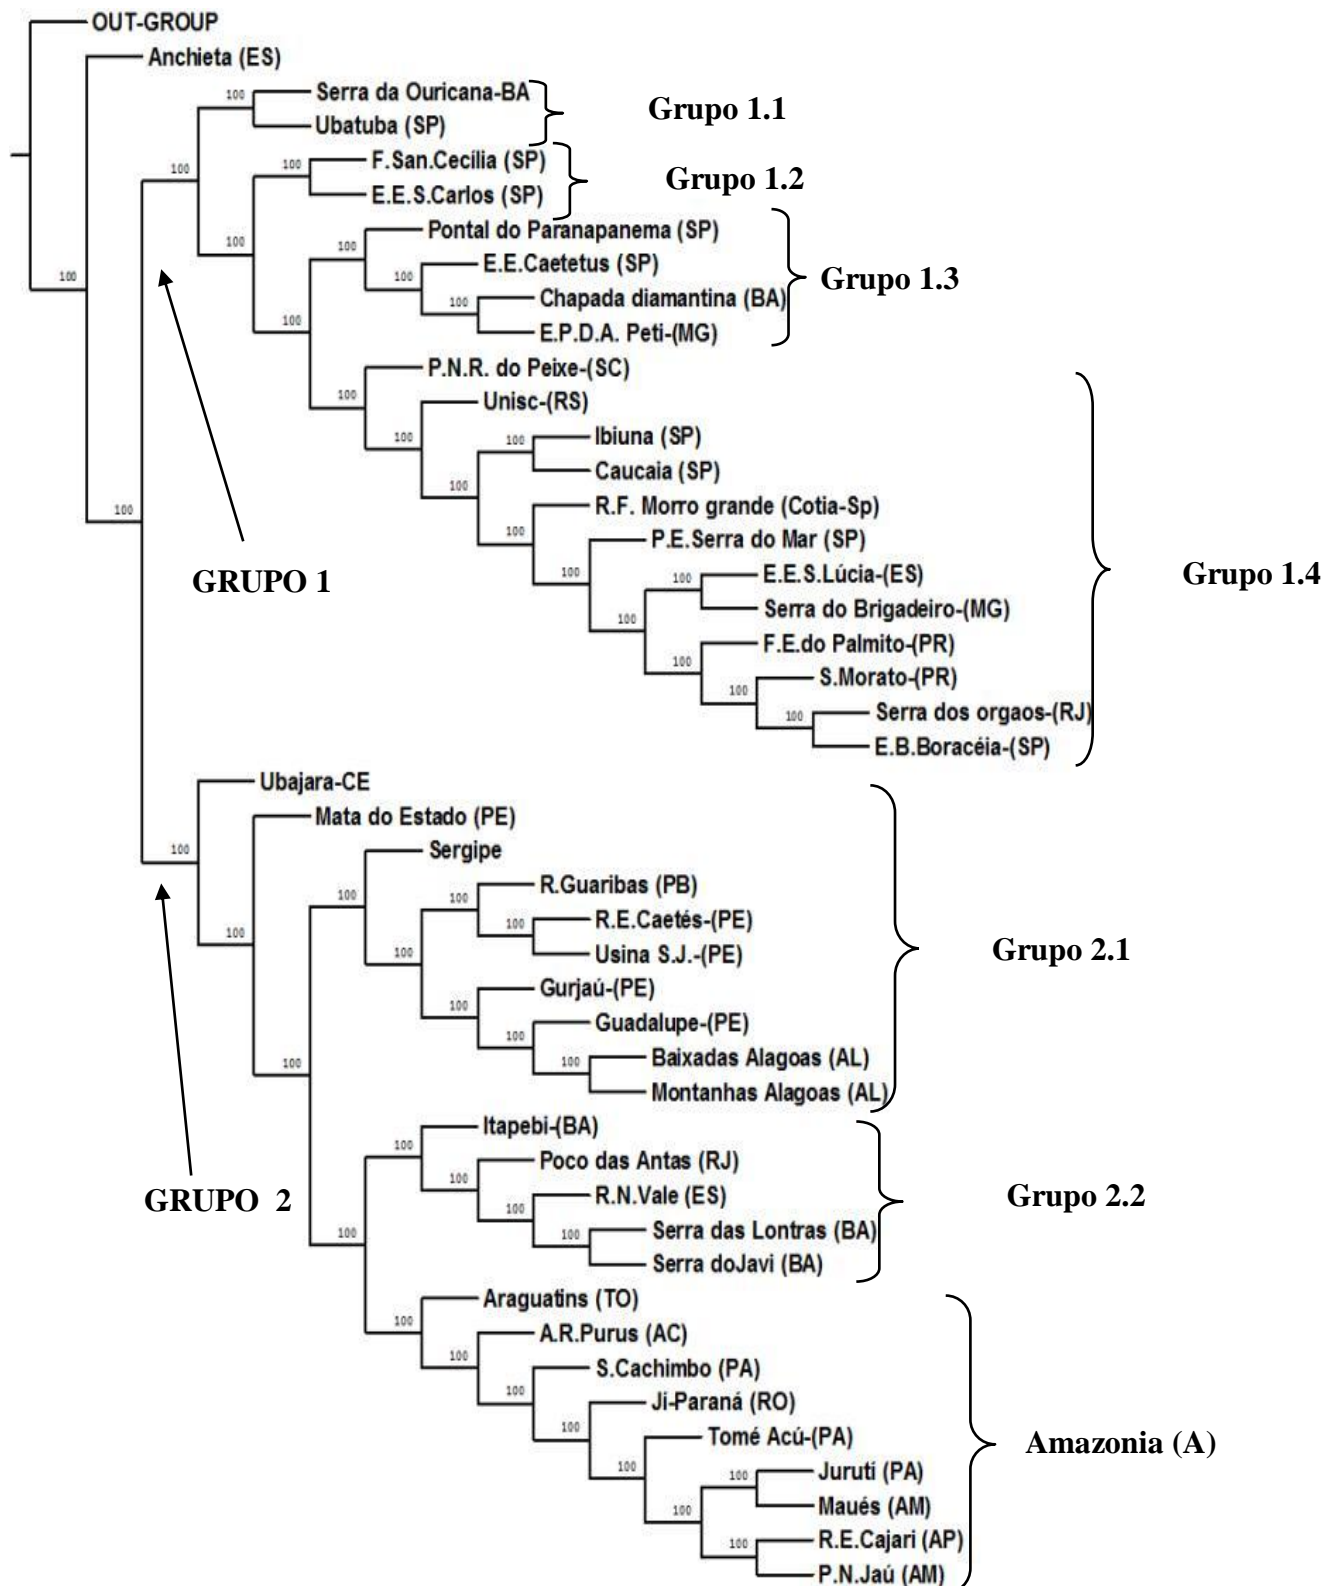 OUT-GROUP
Anchieta (ES)
100 Serra da Ouricana-BA
Grupo 1.1
Ubatuba (SP)
100 100 F.San.Cecília (SP)
Grupo 1.2
E.E.S.Carlos (SP)
100 100 Pontal do Paranapanema (SP)
100 100 E.E.Caetetus (SP)
Grupo 1.3
100 100 Chapada diamantina (BA)
E.P.D.A. Peti-(MG)
100 P.N.R. do Peixe-(SC)
100 Unisc-(RS)
100 Ibiuna (SP)
Caucaia (SP)
100 R.F. Morro grande (Cotia-Sp)
100 100 P.E.Serra do Mar (SP)
GRUPO 1
100 100 E.E.S.Lúcia-(ES)
Grupo 1.4
Serra do Brigadeiro-(MG)
100 F.E.do Palmito-(PR)
100 S.Morato-(PR)
100 Serra dos orgaos-(RJ)
100 E.B.Boracéia-(SP)
Ubajara-CE
Mata do Estado (PE)
100 Sergipe
100 100 R.Guaribas (PB)
100 R.E.Caetés-(PE)
100 100 Usina S.J.-(PE)
Grupo 2.1
Gurjaú-(PE)
100 Guadalupe-(PE)
100 100 Baixadas Alagoas (AL)
100 Montanhas Alagoas (AL)
Itapebi-(BA)
100 Poco das Antas (RJ)
100 R.N.Vale (ES)
Grupo 2.2
GRUPO 2
100 100 Serra das Lontras (BA)
Serra doJavi (BA)
Araguatins (TO)
100 A.R.Purus (AC)
100 S.Cachimbo (PA)
100 Ji-Paraná (RO)
100 Tomé Acú-(PA)
Amazonia (A)
100 100 Juruti (PA)
100 Maués (AM)
100 R.E.Cajari (AP)
P.N.Jaú (AM)